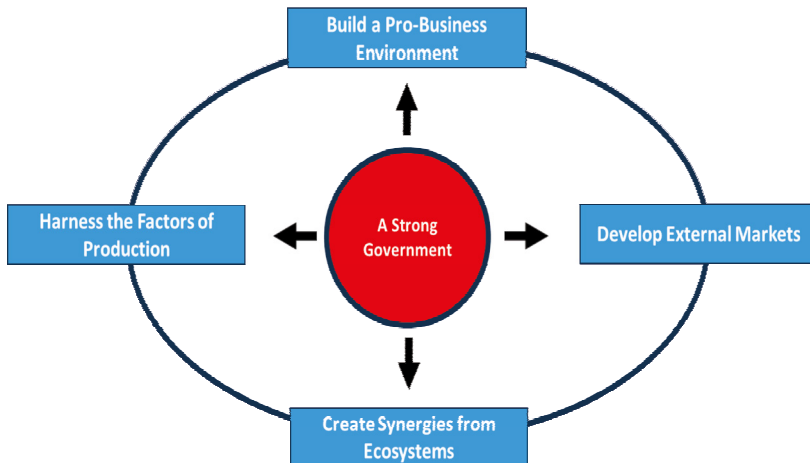 Build a Pro-Business
Environment
Harness the Factors of
Production
A Strong
Government
Develop External Markets
Create Synergies from
Ecosystems